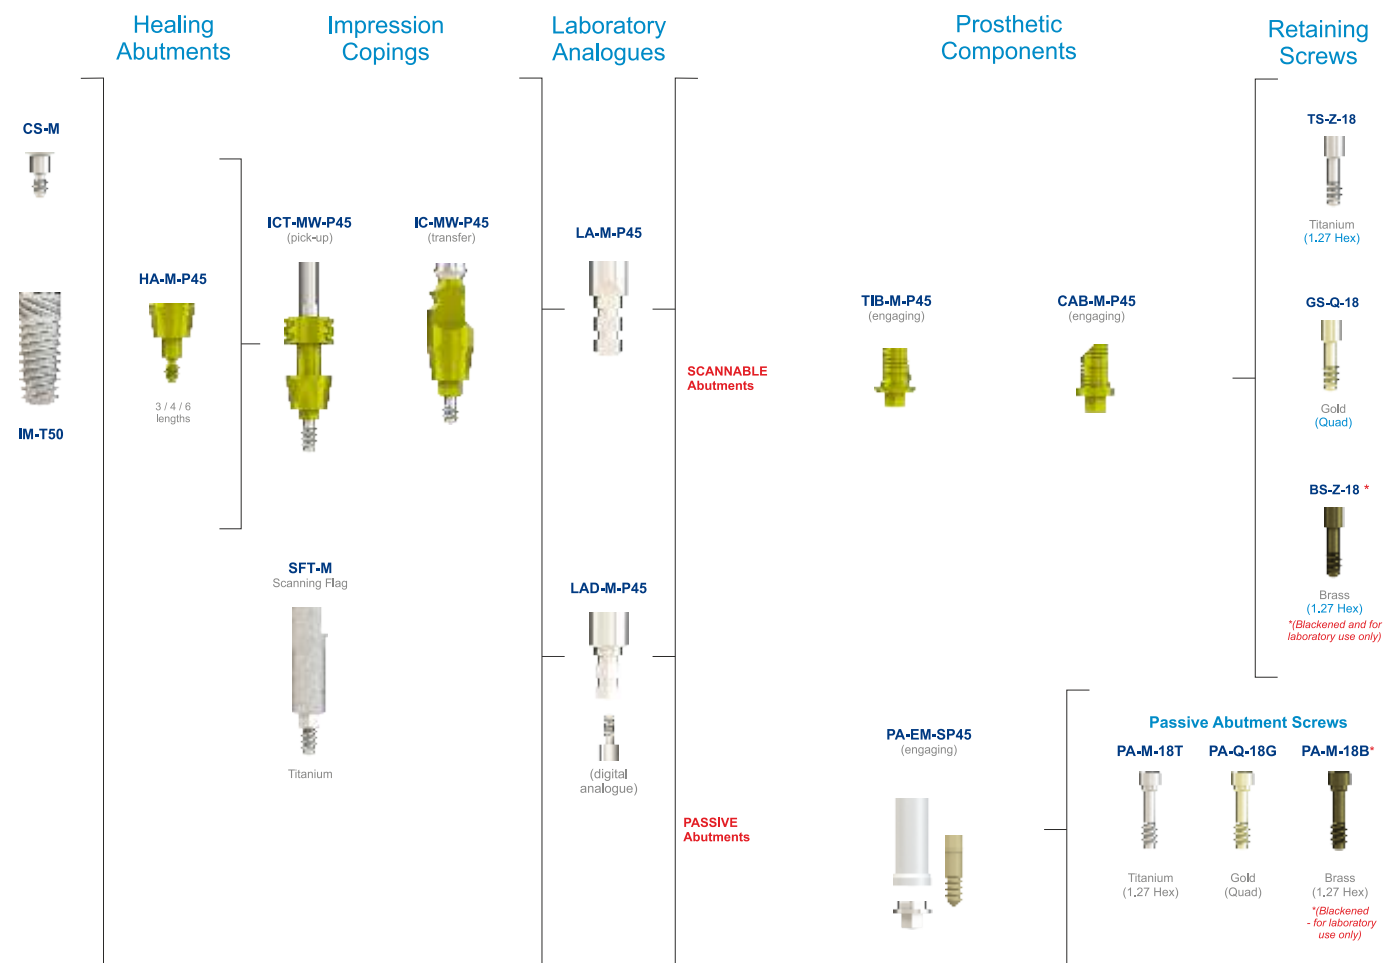 Healing
Abutments
Impression
Copings
Laboratory
Analogues
Prosthetic
Components
Retaining
Screws
CS-M
IM-T50
HA-M-P45
3 / 4 / 6
lengths
ICT-MW-P45
(pick-up)
IC-MW-P45
(transfer)
SFT-M
Scanning Flag
Titanium
LA-M-P45
LAD-M-P45
(digital
analogue)
SCANNABLE
Abutments
PASSIVE
Abutments
TIB-M-P45
(engaging)
CAB-M-P45
(engaging)
PA-EM-SP45
(engaging)
TS-Z-18
Titanium
(1.27 Hex)
GS-Q-18
Gold
(Quad)
BS-Z-18 *
Brass
(1.27 Hex)
*(Blackened and for
laboratory use only)
Passive Abutment Screws
PA-M-18T
Titanium
(1.27 Hex)
PA-Q-18G
Gold
(Quad)
PA-M-18B*
Brass
(1.27 Hex)
*(Blackened
- for laboratory
use only)